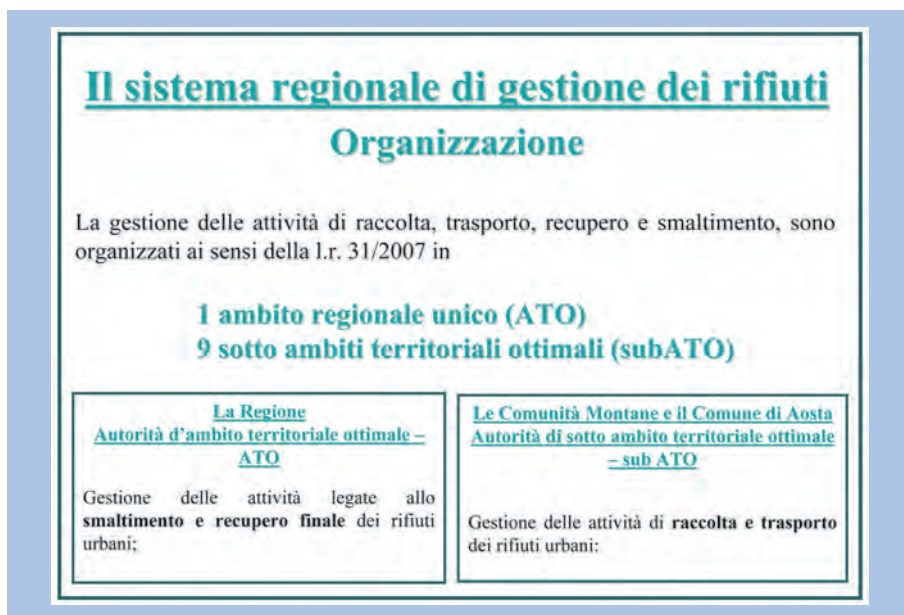 Il sistema regionale di gestione dei rifiuti
Organizzazione
La gestione delle attività di raccolta, trasporto, recupero e smaltimento, sono
organizzati ai sensi della l.r. 31/2007 in
1 ambito regionale unico (ATO)
9 sotto ambiti territoriali ottimali (subATO)
La Regione
Autorità d'ambito territoriale ottimale –
ATO
Gestione delle attività legate allo
smaltimento e recupero finale dei rifiuti
urbani;
Le Comunità Montane e il Comune di Aosta
Autorità di sotto ambito territoriale ottimale
– sub ATO
Gestione delle attività di raccolta e trasporto
dei rifiuti urbani: